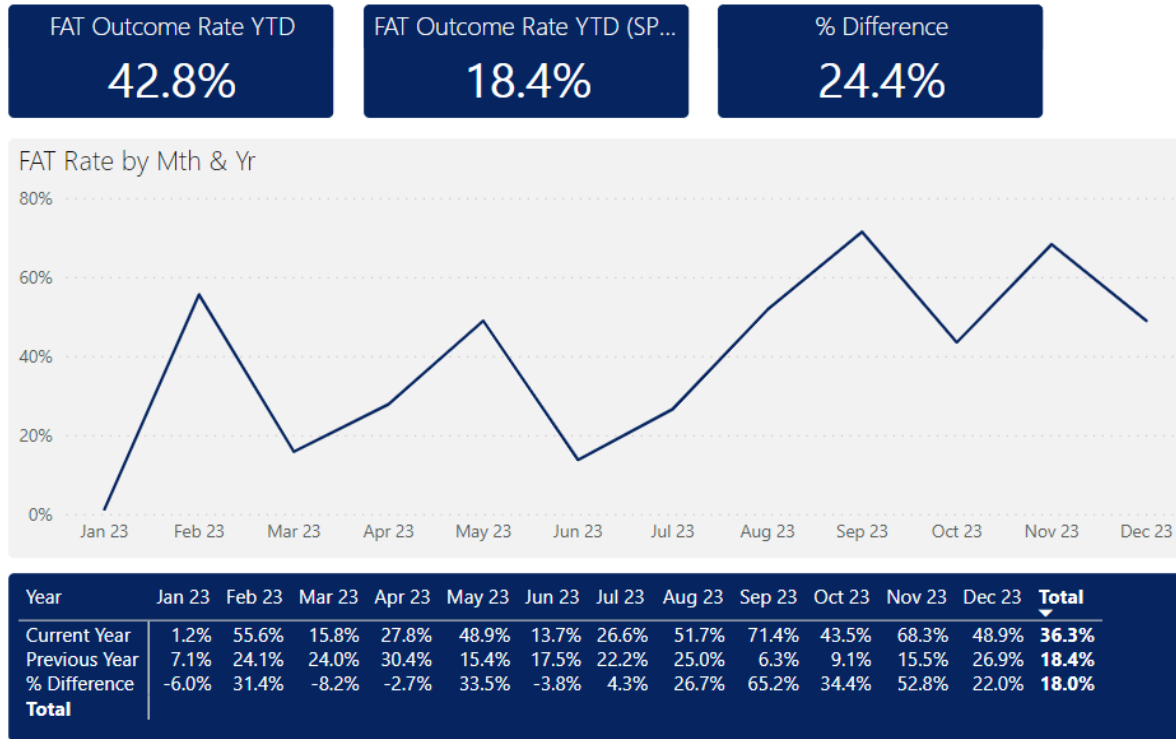 FAT Outcome Rate YTD
42.8%
FAT Outcome Rate YTD (SP...
18.4%
% Difference
24.4%
FAT Rate by Mth & Yr
80%
60%
40%
20%
0%
Jan 23 Feb 23 Mar 23 Apr 23 May 23 Jun 23 Jul 23 Aug 23 Sep 23 Oct 23 Nov 23 Dec 23
Year Jan 23 Feb 23 Mar 23 Apr 23 May 23 Jun 23 Jul 23 Aug 23 Sep 23 Oct 23 Nov 23 Dec 23 Total
Current Year 1.2% 55.6% 15.8% 27.8% 48.9% 13.7% 26.6% 51.7% 71.4% 43.5% 68.3% 48.9% 36.3%
Previous Year 7.1% 24.1% 24.0% 30.4% 15.4% 17.5% 22.2% 25.0% 6.3% 9.1% 15.5% 26.9% 18.4%
% Difference -6.0% 31.4% -8.2% -2.7% 33.5% -3.8% 4.3% 26.7% 65.2% 34.4% 52.8% 22.0% 18.0%
Total